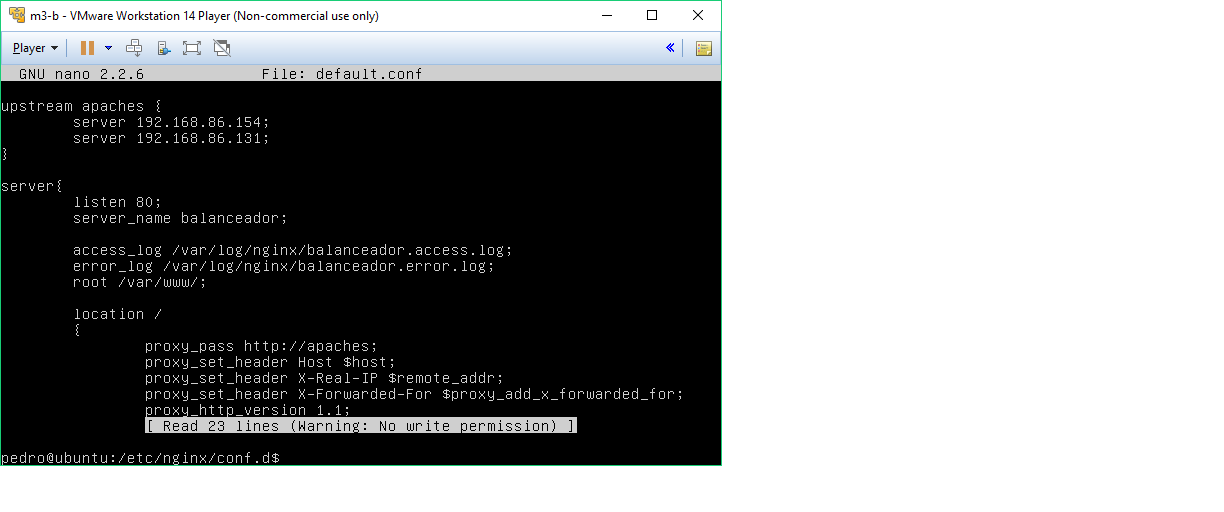 m3-b - VMware Workstation 14 Player (Non-commercial use only)
Player
GNU nano 2.2.6 File: default.conf
upstream apaches {
server 192.168.86.154;
server 192.168.86.131;
}
server{
listen 80;
server_name balanceador;
access_log /var/log/nginx/balanceador.access.log;
error_log /var/log/nginx/balanceador.error.log;
root /var/www/;
location /
{
proxy_pass http://apaches;
proxy_set_header Host $host;
proxy_set_header X-Real-IP $remote_addr;
proxy_set_header X-Forwarded-For $proxy_add_x_forwarded_for;
proxy_http_version 1.1;
[ Read 23 lines (Warning: No write permission) ]
pedro@ubuntu:/etc/nginx/conf.d$